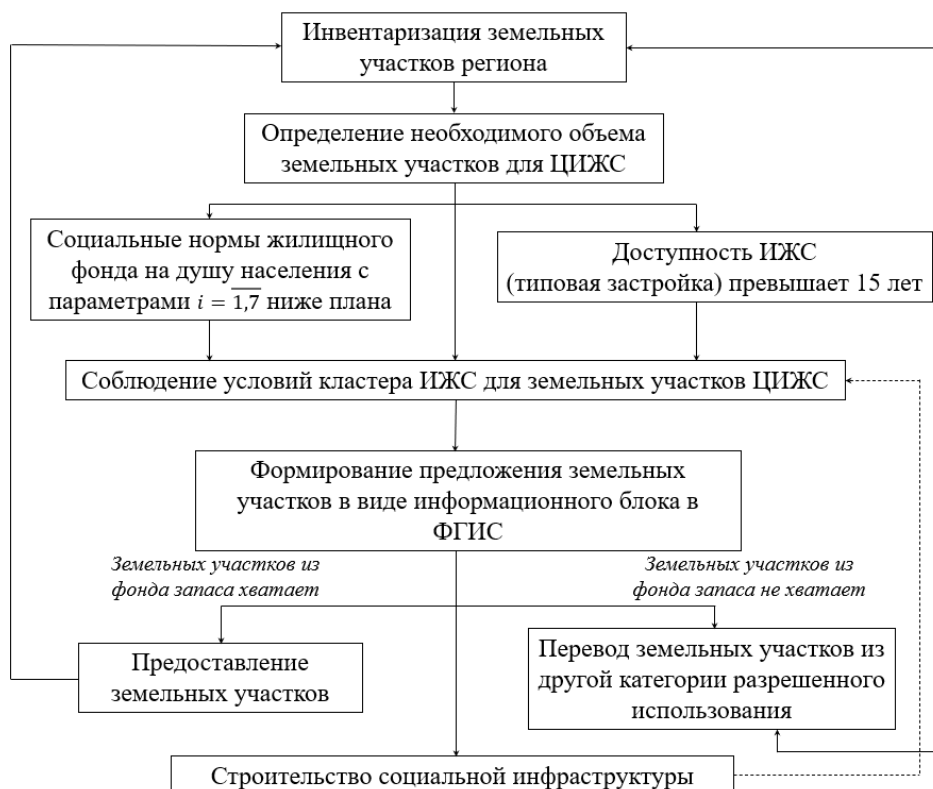 Инвентаризация земельных
участков региона
Определение необходимого объема
земельных участков для ЦИЖС
Социальные нормы жилищного
фонда на душу населения с
параметрами i = 1,7 ниже плана
Доступность ИЖС
(типовая застройка) превышает 15 лет
Соблюдение условий кластера ИЖС для земельных участков ЦИЖС
Формирование предложения земельных
участков в виде информационного блока в
ФГИС
Земельных участков из
фонда запаса хватает
Земельных участков из
фонда запаса не хватает
Предоставление
земельных участков
Перевод земельных участков из
другой категории разрешенного
использования
Строительство социальной инфраструктуры